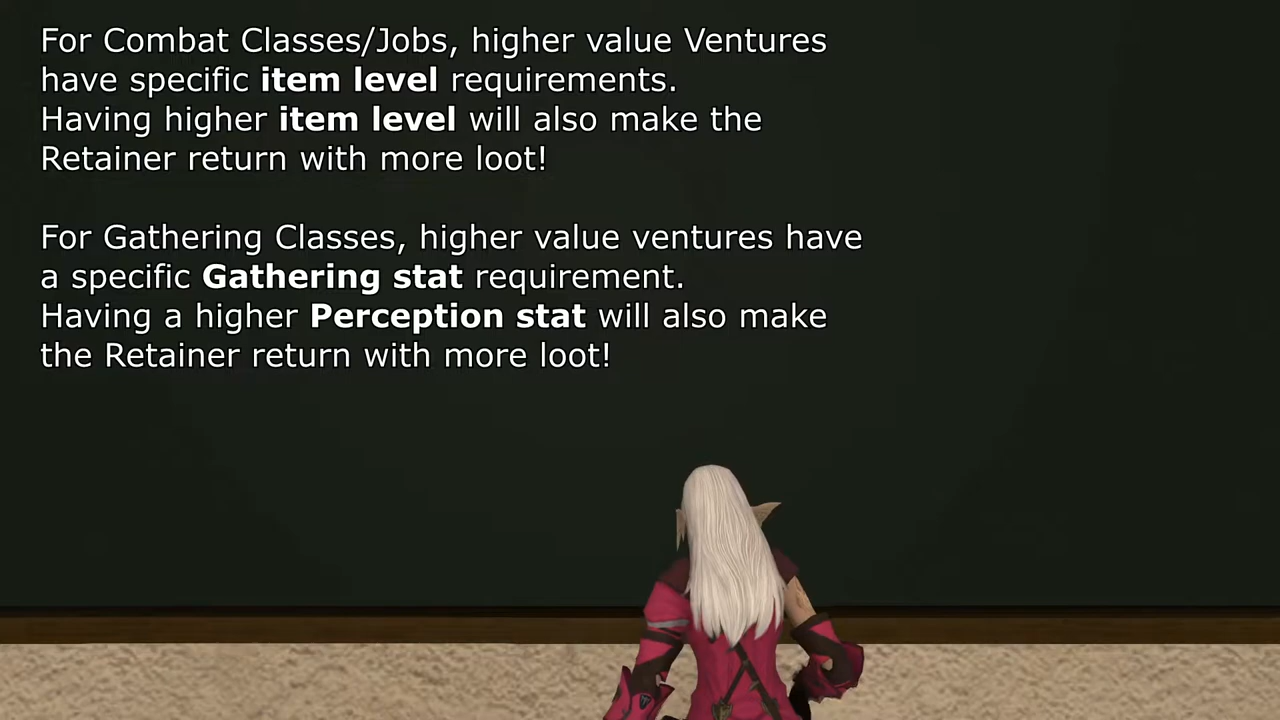 For Combat Classes/Jobs, higher value Ventures
have specific item level requirements.
Having higher item level will also make the
Retainer return with more loot!
For Gathering Classes, higher value ventures have
a specific Gathering stat requirement.
Having a higher Perception stat will also make
the Retainer return with more loot!